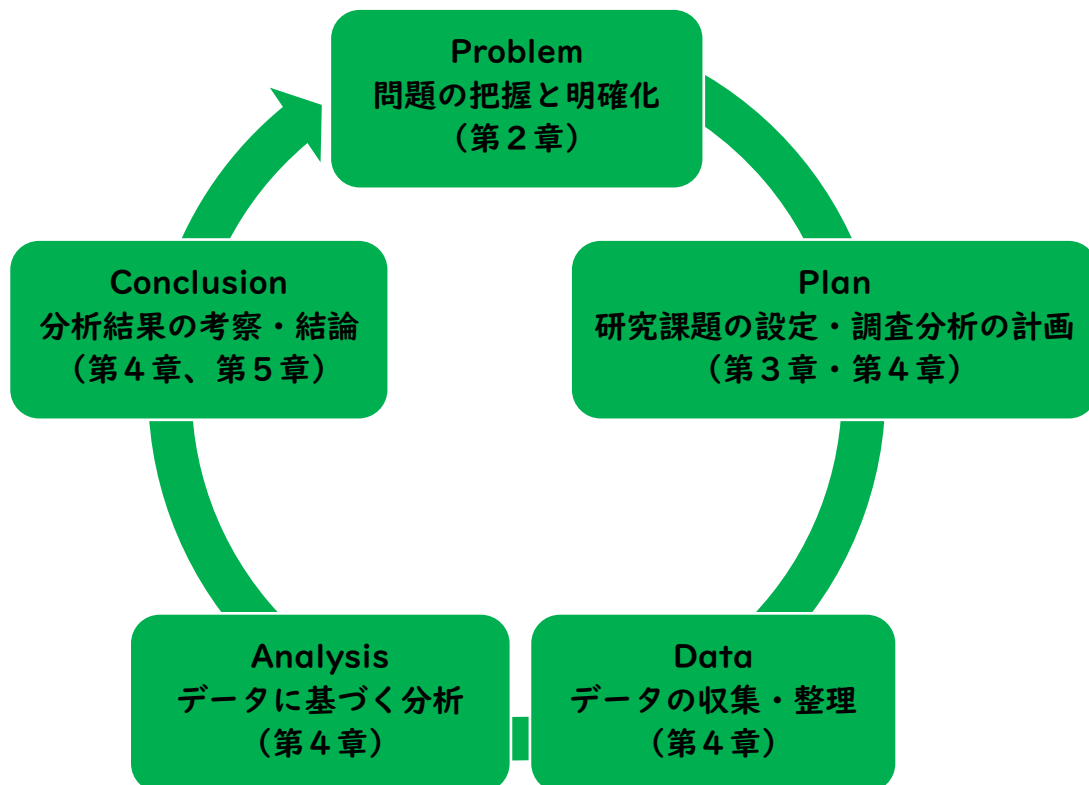 Problem
問題の把握と明確化
（第２章）
Plan
研究課題の設定・調査分析の計画
（第３章・第４章）
Data
データの収集・整理
（第４章）
Analysis
データに基づく分析
（第４章）
Conclusion
分析結果の考察・結論
（第４章、第５章）